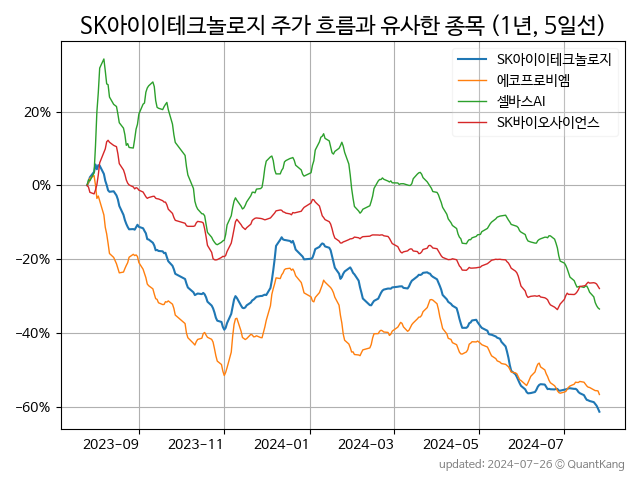 SK아이이테크놀로지 주가 흐름과 유사한 종목 (1년, 5일선)
SK아이이테크놀로지
에코프로비엠
셀바스AI
SK바이오사이언스
20%
0%
−20%
−40%
−60%
2023-09
2023-11
2024-01
2024-03
2024-05
2024-07
updated: 2024-07-26 © QuantKang